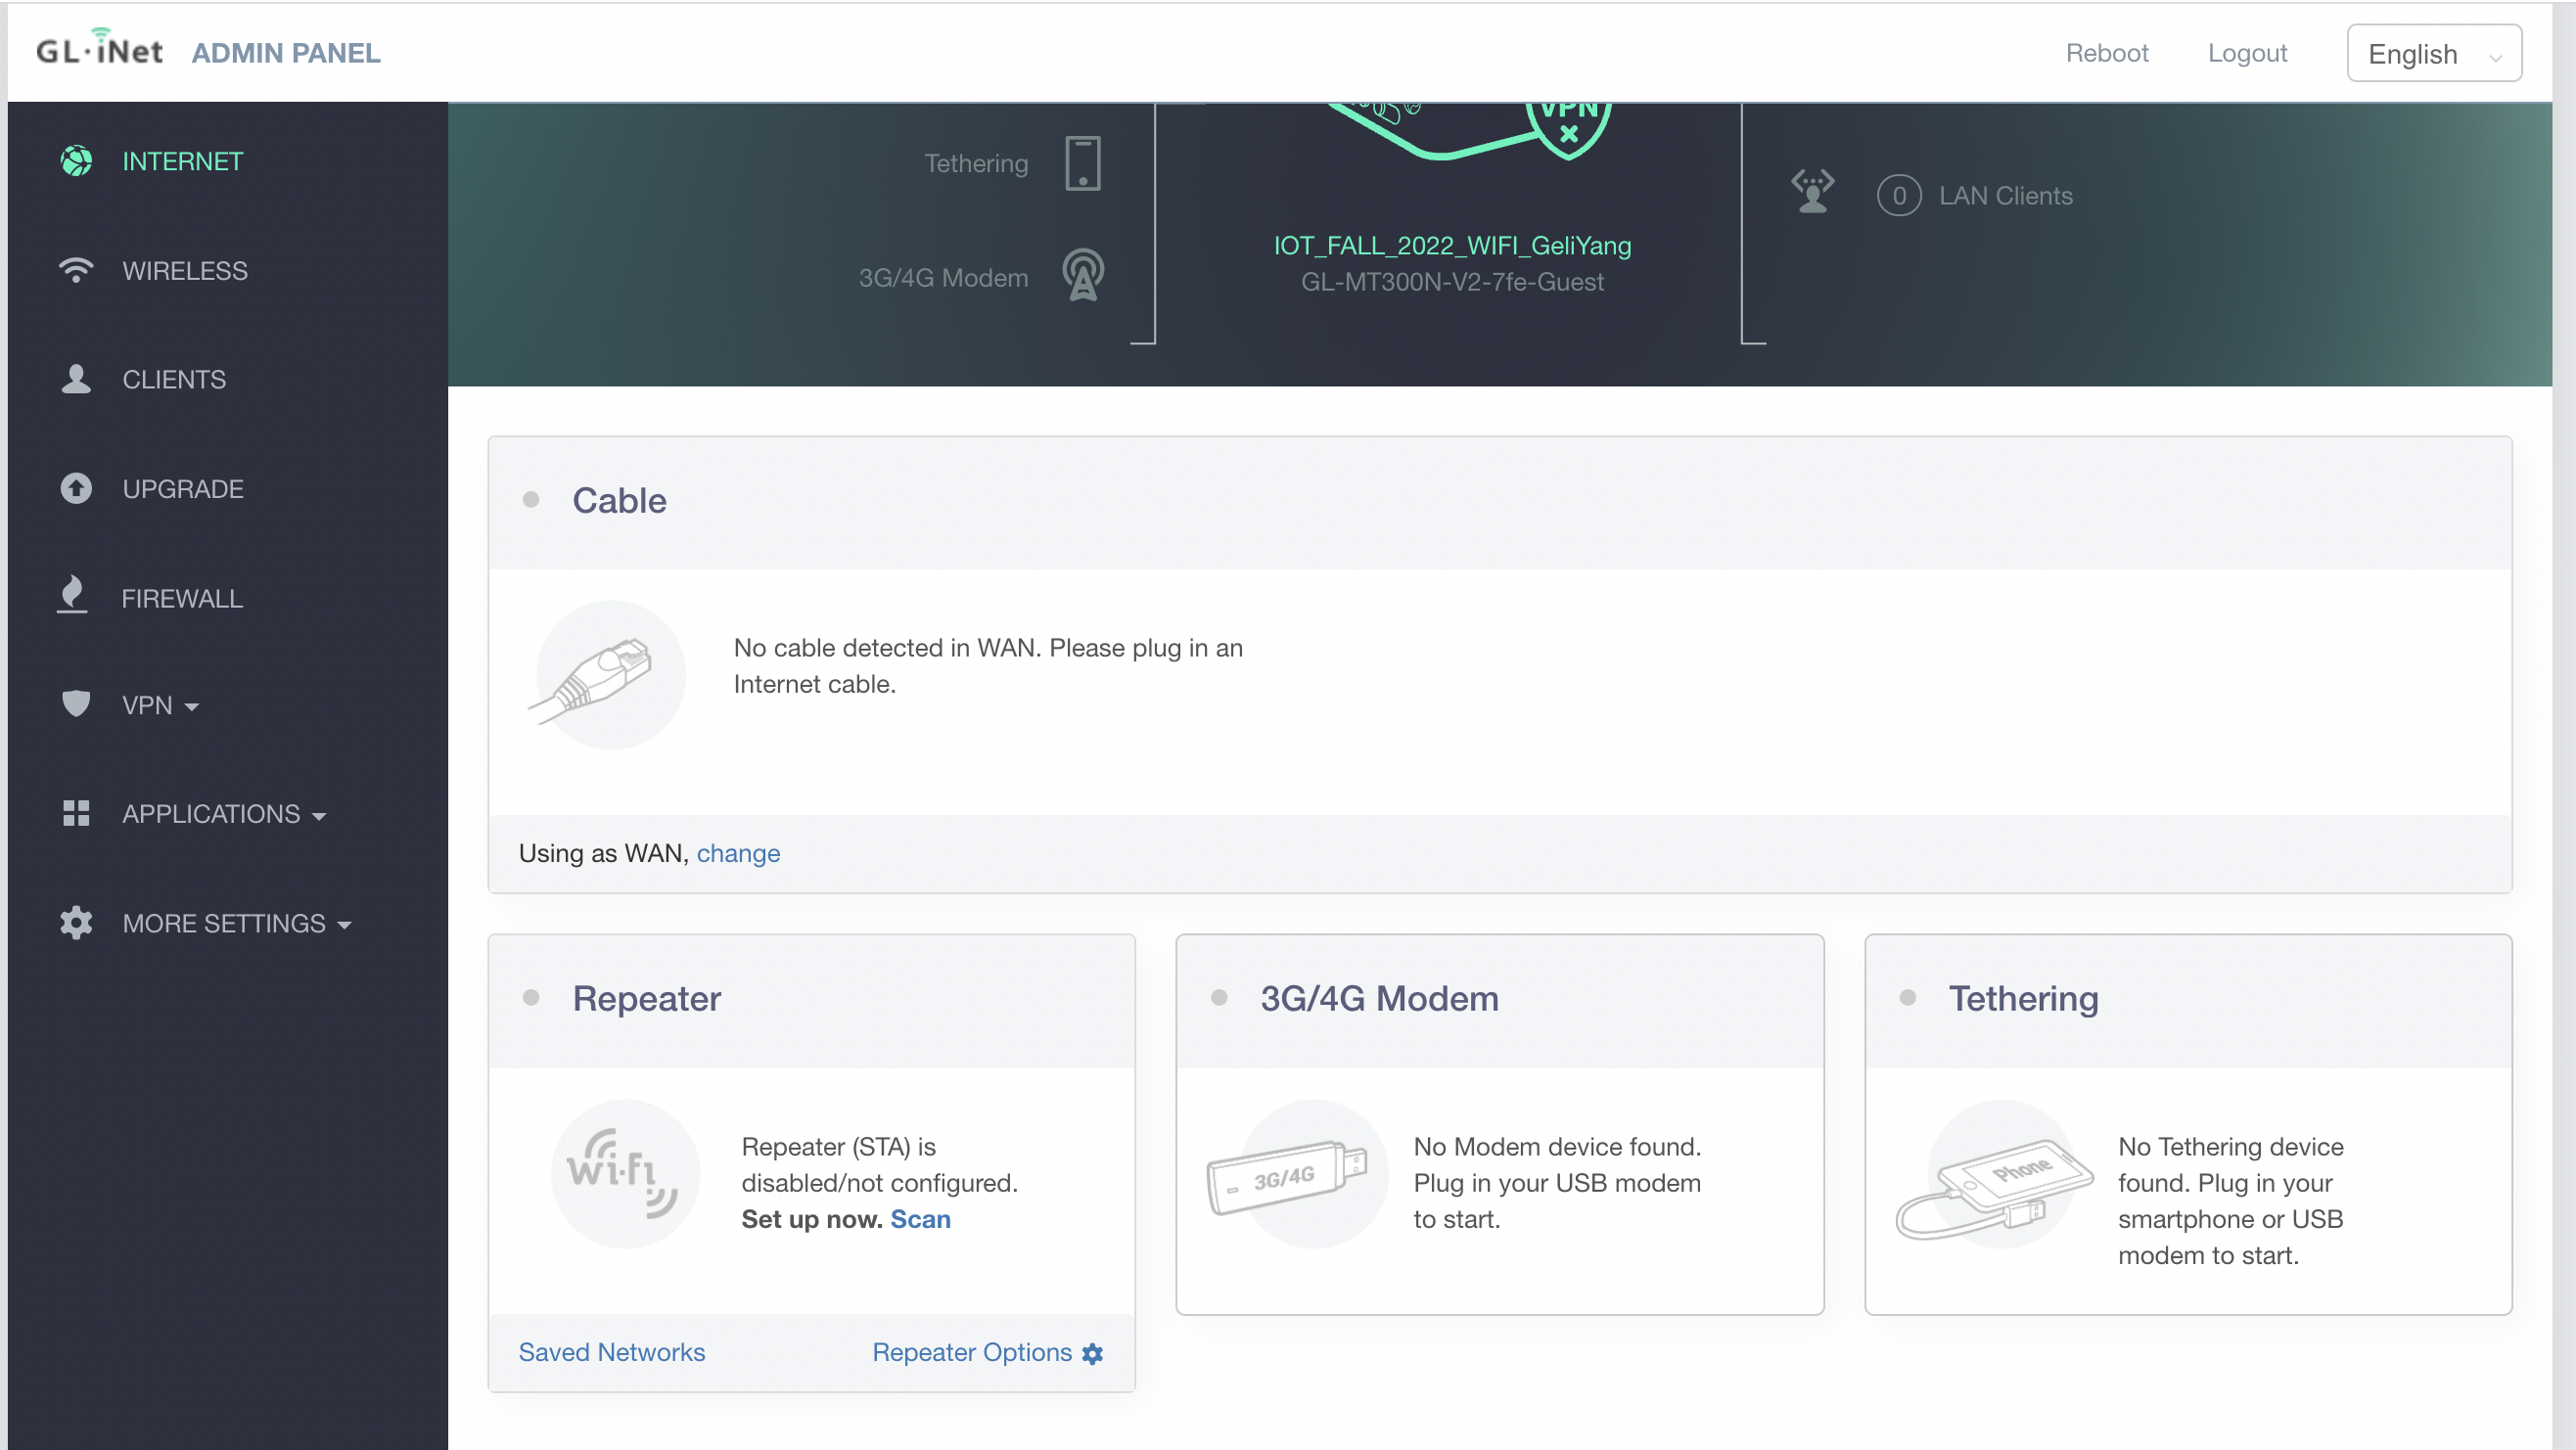 GL·iNet ADMIN PANEL
Reboot
Logout
English
INTERNET
WIRELESS
CLIENTS
UPGRADE
FIREWALL
VPN
APPLICATIONS
MORE SETTINGS
Tethering
3G/4G Modem
VPN
IOT_FALL_2022_WIFI_GeliYang
GL-MT300N-V2-7fe-Guest
0 LAN Clients
Cable
No cable detected in WAN. Please plug in an
Internet cable.
Using as WAN, change
Repeater
Wi-Fi
Repeater (STA) is
disabled/not configured.
Set up now. Scan
Saved Networks
Repeater Options
3G/4G Modem
3G/4G
No Modem device found.
Plug in your USB modem
to start.
Tethering
Phone
No Tethering device
found. Plug in your
smartphone or USB
modem to start.